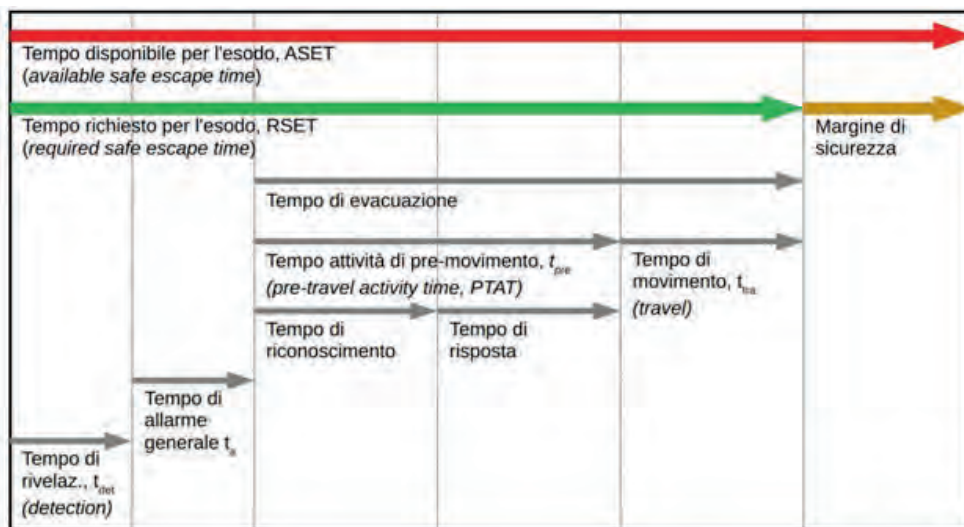 Tempo disponibile per l'esodo, ASET
(available safe escape time)
Tempo richiesto per l'esodo, RSET
(required safe escape time)
Margine di
sicurezza
Tempo di evacuazione
Tempo attività di pre-movimento, tpre
(pre-travel activity time, PTAT)
Tempo di
movimento, ttra
(travel)
Tempo di
riconoscimento
Tempo di
risposta
Tempo di
allarme
generale ta
Tempo di
rivelaz., tdet
(detection)